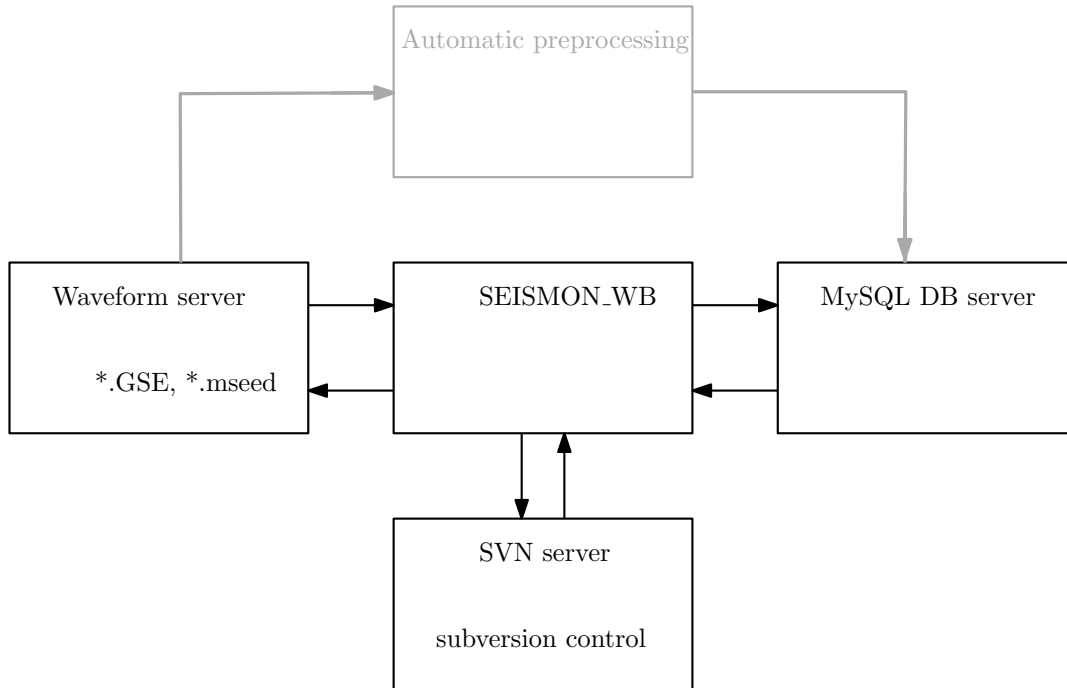 Automatic preprocessing
Waveform server
*.GSE, *.mseed
SEISMON_WB
MySQL DB server
SVN server
subversion control